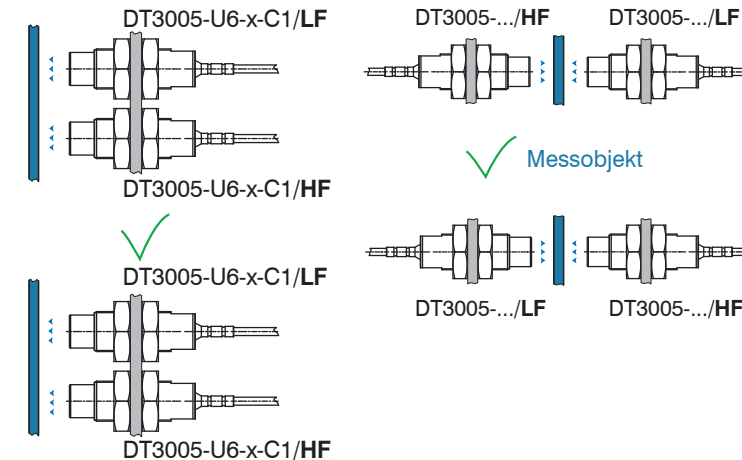 DT3005-U6-x-C1/LF
DT3005-U6-x-C1/HF
DT3005-U6-x-C1/LF
DT3005-U6-x-C1/HF
DT3005-.../HF
DT3005-.../LF
Messobjekt
DT3005-.../LF
DT3005-.../HF